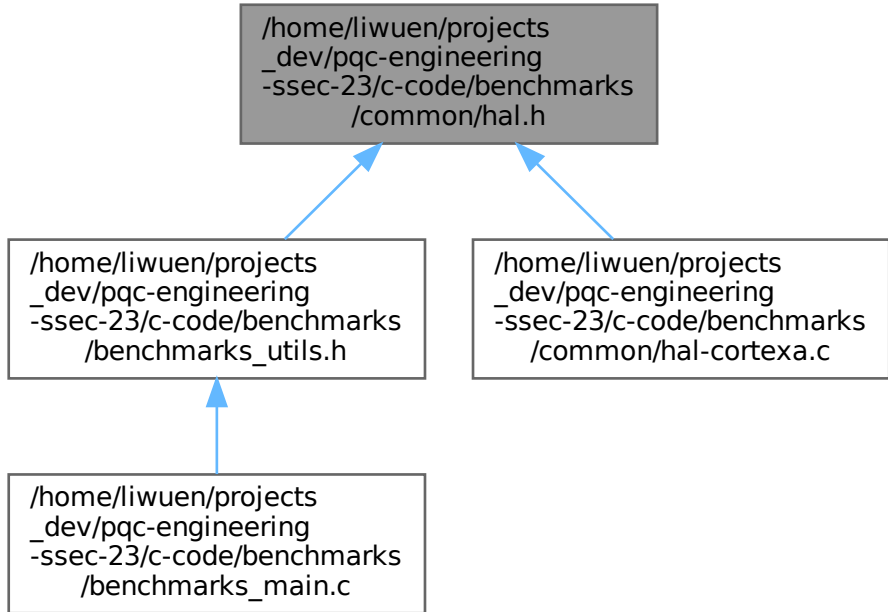 /home/liwuen/projects
_dev/pqc-engineering
-ssec-23/c-code/benchmarks
/common/hal.h
/home/liwuen/projects
_dev/pqc-engineering
-ssec-23/c-code/benchmarks
/benchmarks_utils.h
/home/liwuen/projects
_dev/pqc-engineering
-ssec-23/c-code/benchmarks
/common/hal-cortexa.c
/home/liwuen/projects
_dev/pqc-engineering
-ssec-23/c-code/benchmarks
/benchmarks_main.c